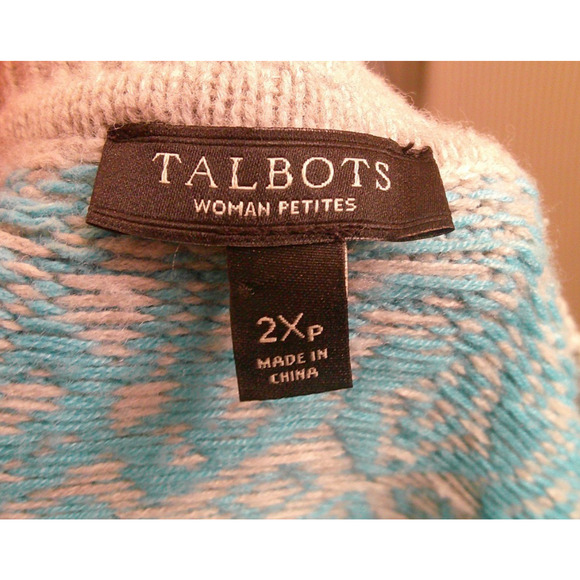 TALBOTS
WOMAN PETITES
2XP
MADE IN
CHINA